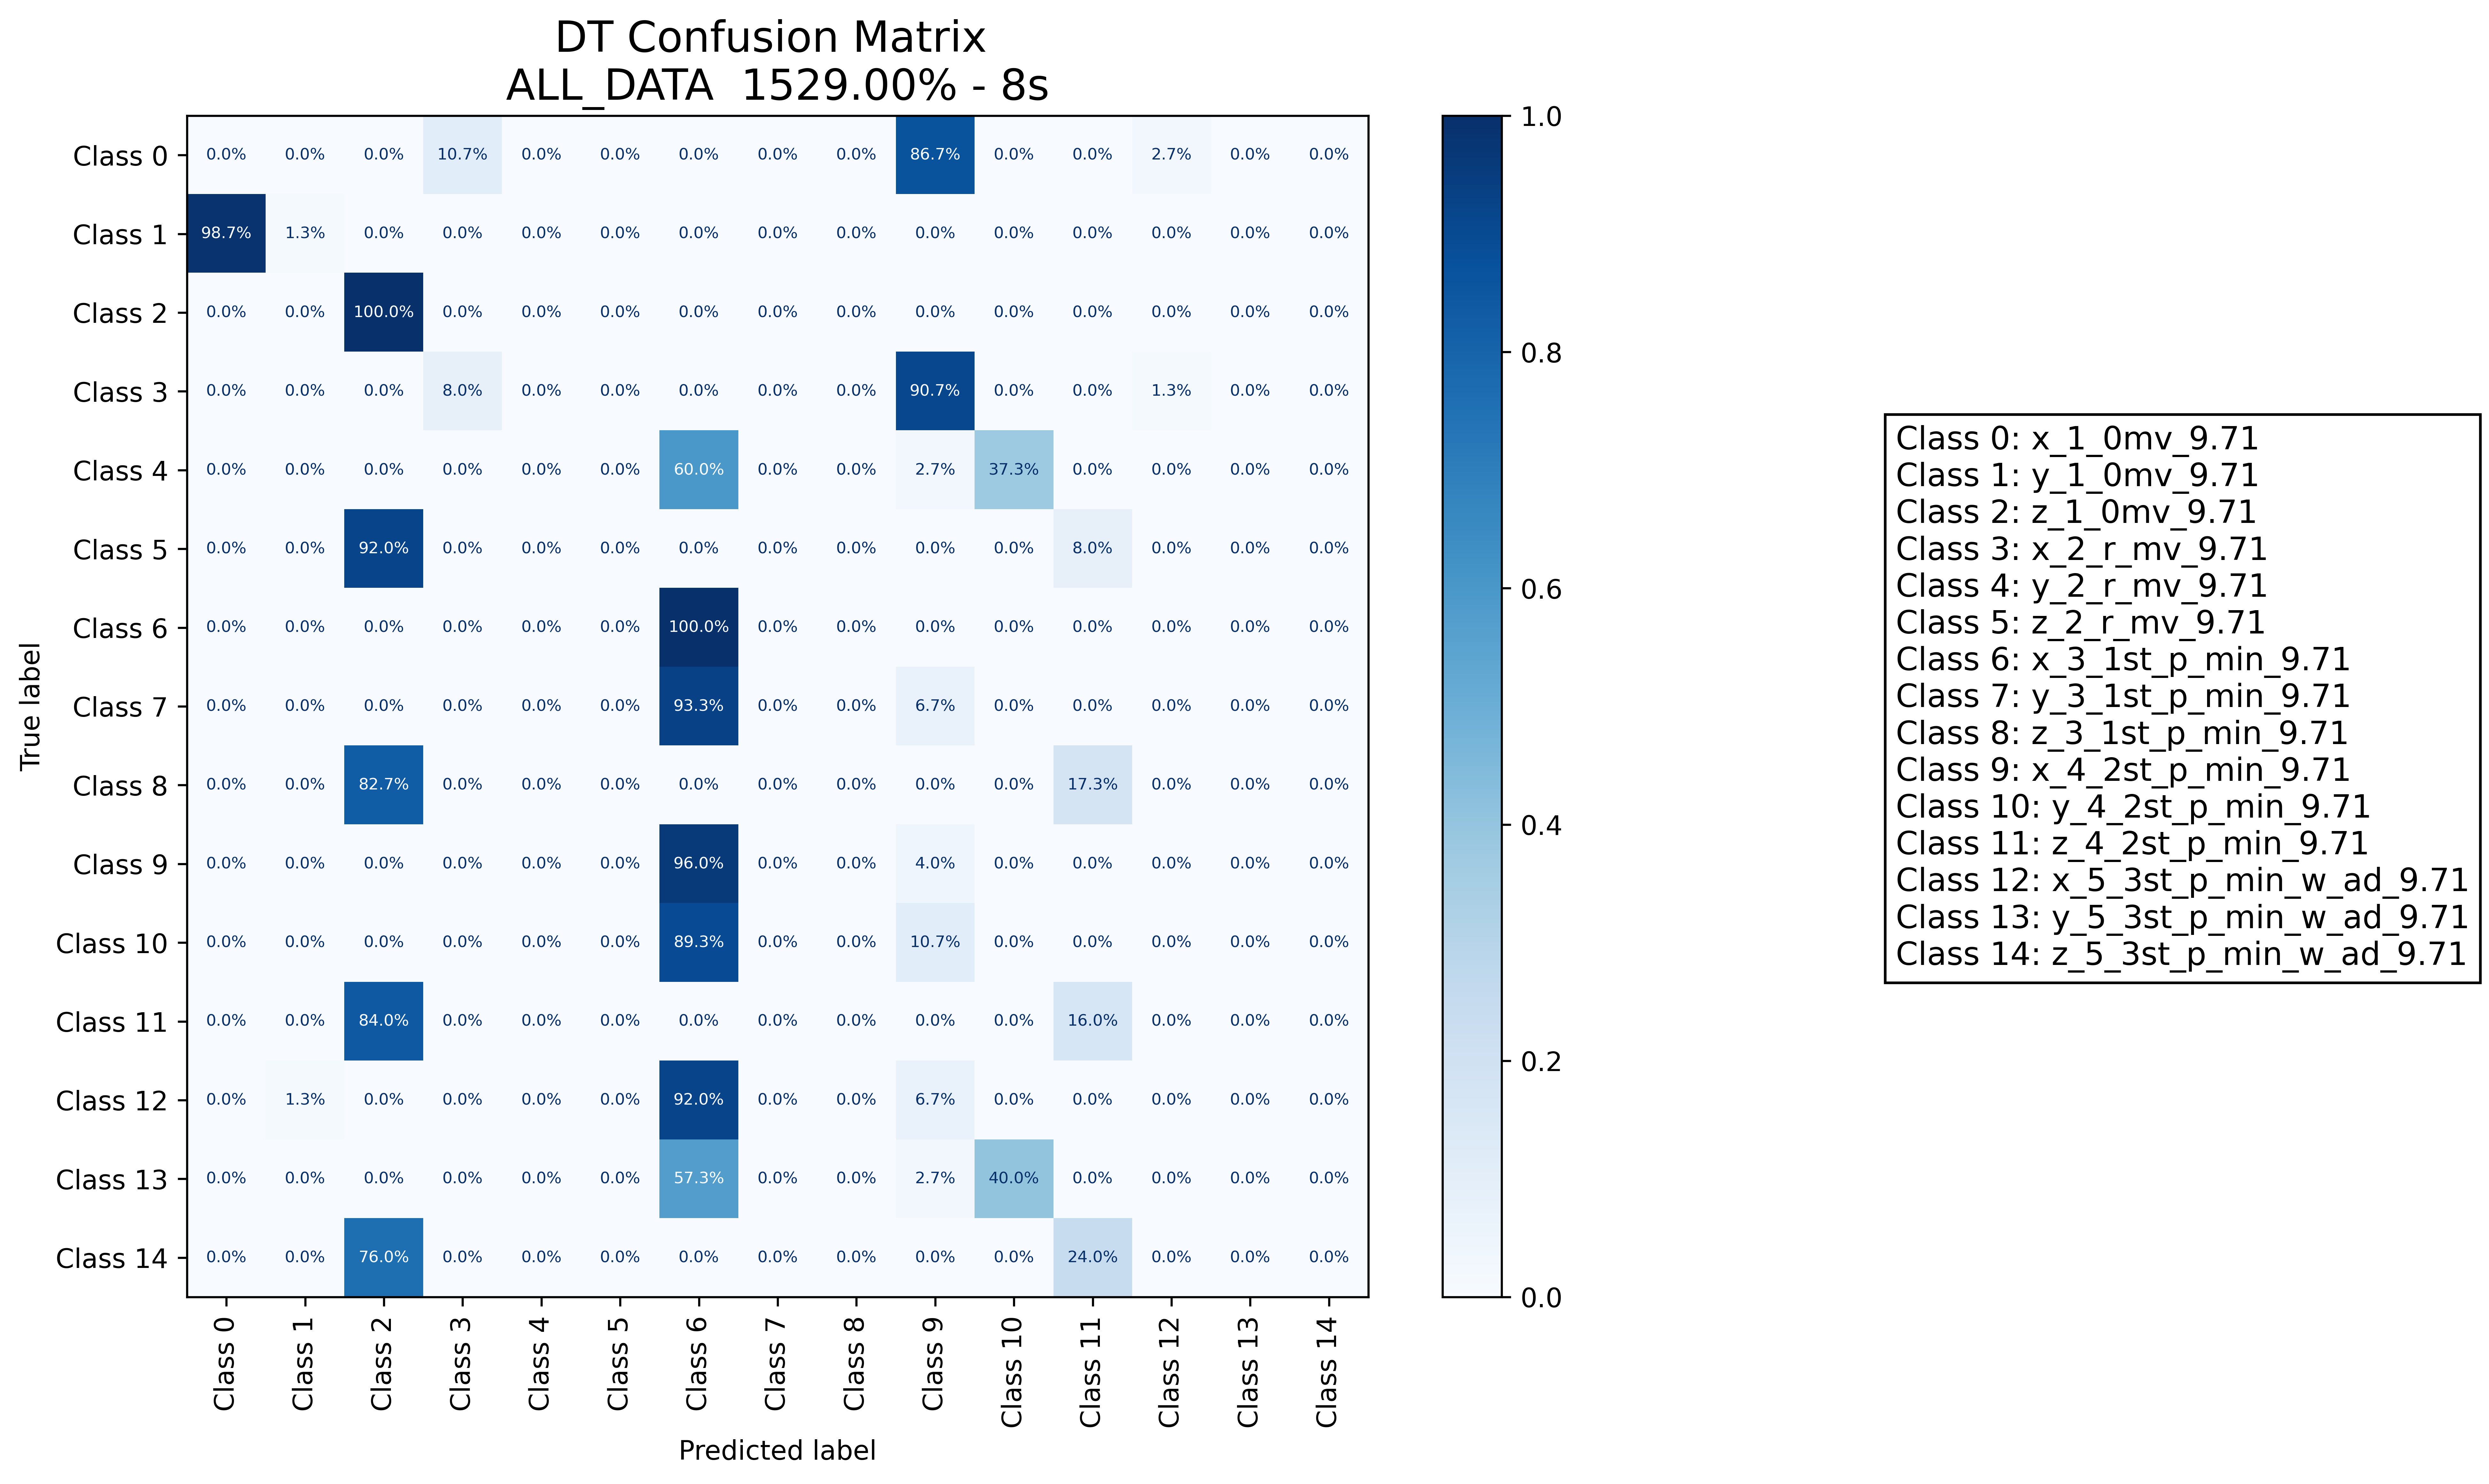 DT Confusion Matrix
ALL_DATA  1529.00% - 8s
True label
Class 0 0.0% 0.0% 0.0% 10.7% 0.0% 0.0% 0.0% 0.0% 0.0% 86.7% 0.0% 0.0% 2.7% 0.0% 0.0%
Class 1 98.7% 1.3% 0.0% 0.0% 0.0% 0.0% 0.0% 0.0% 0.0% 0.0% 0.0% 0.0% 0.0% 0.0% 0.0%
Class 2 0.0% 0.0% 100.0% 0.0% 0.0% 0.0% 0.0% 0.0% 0.0% 0.0% 0.0% 0.0% 0.0% 0.0% 0.0%
Class 3 0.0% 0.0% 0.0% 8.0% 0.0% 0.0% 0.0% 0.0% 0.0% 90.7% 0.0% 0.0% 1.3% 0.0% 0.0%
Class 4 0.0% 0.0% 0.0% 0.0% 0.0% 0.0% 60.0% 0.0% 0.0% 2.7% 37.3% 0.0% 0.0% 0.0% 0.0%
Class 5 0.0% 0.0% 92.0% 0.0% 0.0% 0.0% 0.0% 0.0% 0.0% 0.0% 0.0% 8.0% 0.0% 0.0% 0.0%
Class 6 0.0% 0.0% 0.0% 0.0% 0.0% 0.0% 100.0% 0.0% 0.0% 0.0% 0.0% 0.0% 0.0% 0.0% 0.0%
Class 7 0.0% 0.0% 0.0% 0.0% 0.0% 0.0% 93.3% 0.0% 0.0% 6.7% 0.0% 0.0% 0.0% 0.0% 0.0%
Class 8 0.0% 0.0% 82.7% 0.0% 0.0% 0.0% 0.0% 0.0% 0.0% 0.0% 0.0% 17.3% 0.0% 0.0% 0.0%
Class 9 0.0% 0.0% 0.0% 0.0% 0.0% 0.0% 96.0% 0.0% 0.0% 4.0% 0.0% 0.0% 0.0% 0.0% 0.0%
Class 10 0.0% 0.0% 0.0% 0.0% 0.0% 0.0% 89.3% 0.0% 0.0% 10.7% 0.0% 0.0% 0.0% 0.0% 0.0%
Class 11 0.0% 0.0% 84.0% 0.0% 0.0% 0.0% 0.0% 0.0% 0.0% 0.0% 0.0% 16.0% 0.0% 0.0% 0.0%
Class 12 0.0% 1.3% 0.0% 0.0% 0.0% 0.0% 92.0% 0.0% 0.0% 6.7% 0.0% 0.0% 0.0% 0.0% 0.0%
Class 13 0.0% 0.0% 0.0% 0.0% 0.0% 0.0% 57.3% 0.0% 0.0% 2.7% 40.0% 0.0% 0.0% 0.0% 0.0%
Class 14 0.0% 0.0% 76.0% 0.0% 0.0% 0.0% 0.0% 0.0% 0.0% 0.0% 0.0% 24.0% 0.0% 0.0% 0.0%
Class 0
Class 1
Class 2
Class 3
Class 4
Class 5
Class 6
Class 7
Class 8
Class 9
Class 10
Class 11
Class 12
Class 13
Class 14
Predicted label
1.0
0.8
0.6
0.4
0.2
0.0
Class 0: x_1_0mv_9.71
Class 1: y_1_0mv_9.71
Class 2: z_1_0mv_9.71
Class 3: x_2_r_mv_9.71
Class 4: y_2_r_mv_9.71
Class 5: z_2_r_mv_9.71
Class 6: x_3_1st_p_min_9.71
Class 7: y_3_1st_p_min_9.71
Class 8: z_3_1st_p_min_9.71
Class 9: x_4_2st_p_min_9.71
Class 10: y_4_2st_p_min_9.71
Class 11: z_4_2st_p_min_9.71
Class 12: x_5_3st_p_min_w_ad_9.71
Class 13: y_5_3st_p_min_w_ad_9.71
Class 14: z_5_3st_p_min_w_ad_9.71